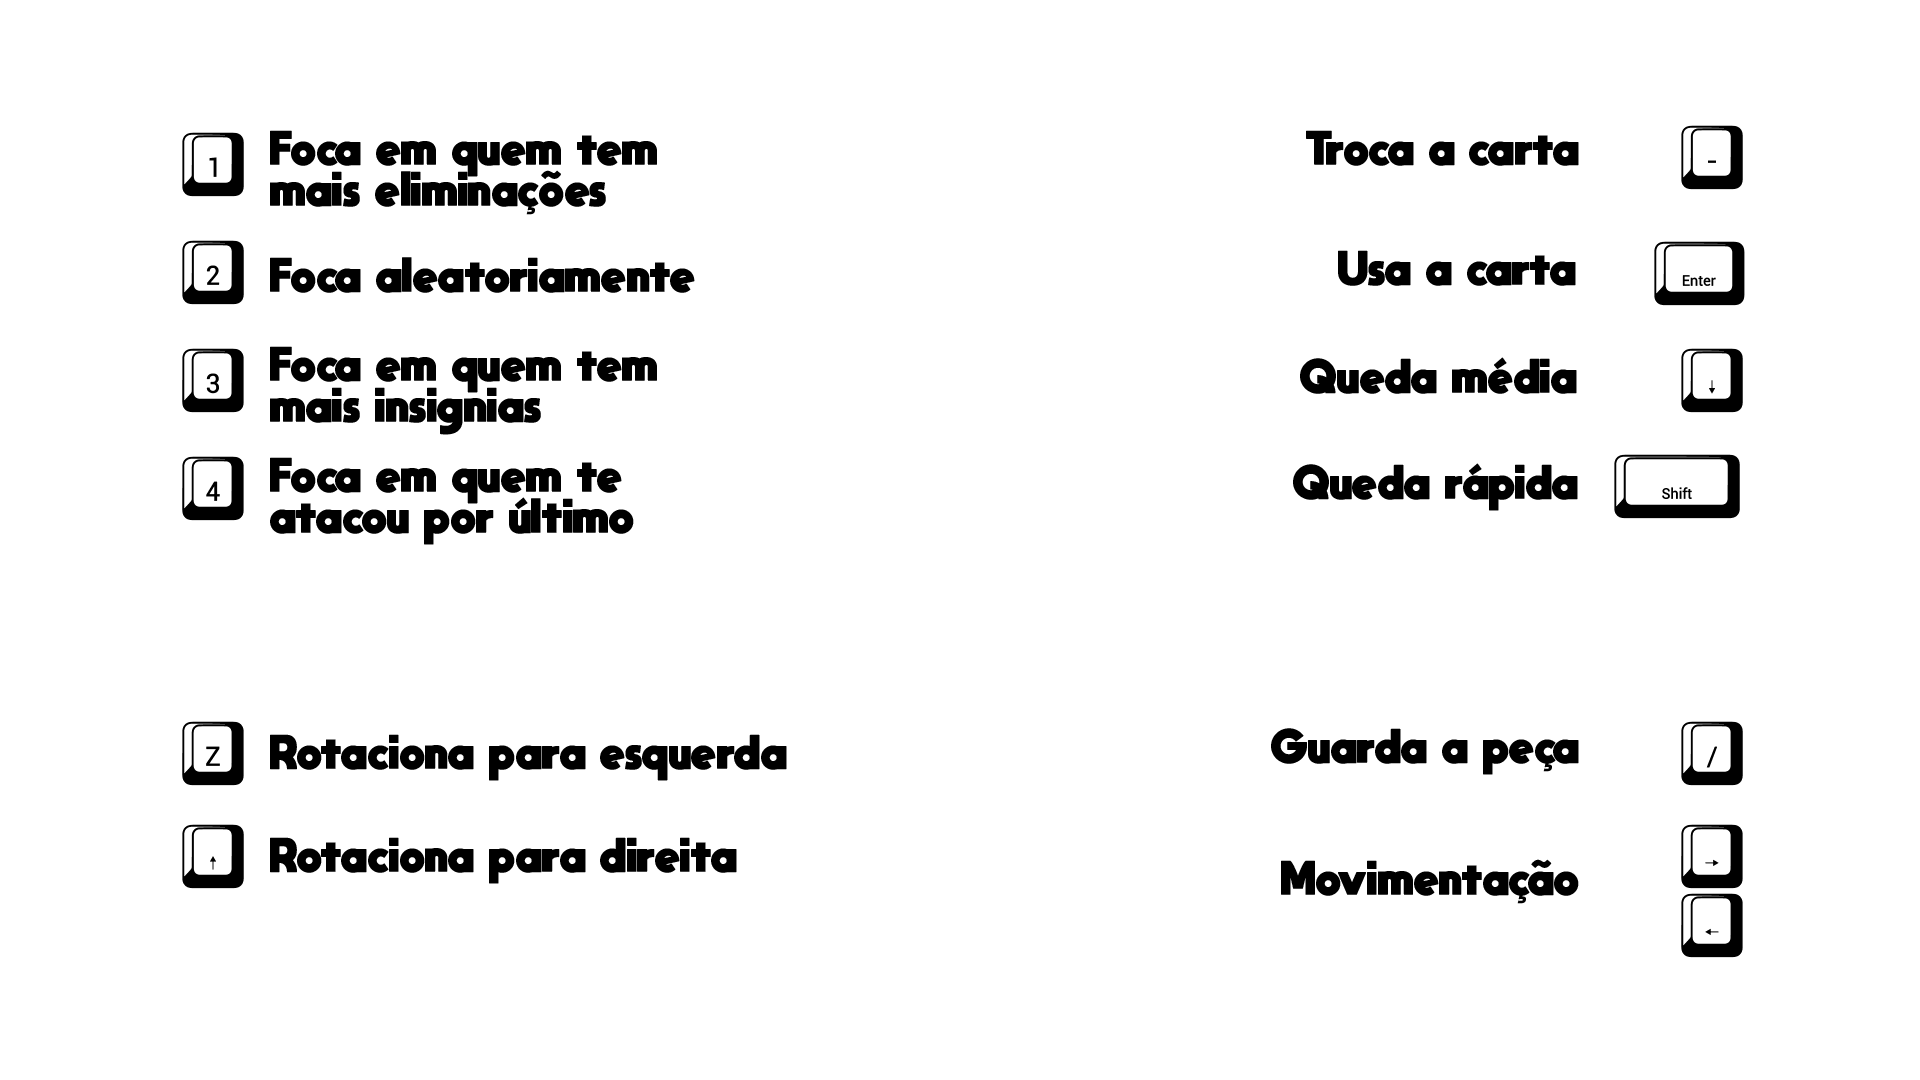 1 Foca em quem tem
mais eliminações
2 Foca aleatoriamente
3 Foca em quem tem
mais insignias
4 Foca em quem te
atacou por último
Z Rotaciona para esquerda
↑ Rotaciona para direita
Troca a carta -
Usa a carta Enter
Queda média ↓
Queda rápida Shift
Guarda a peça /
Movimentação →
←